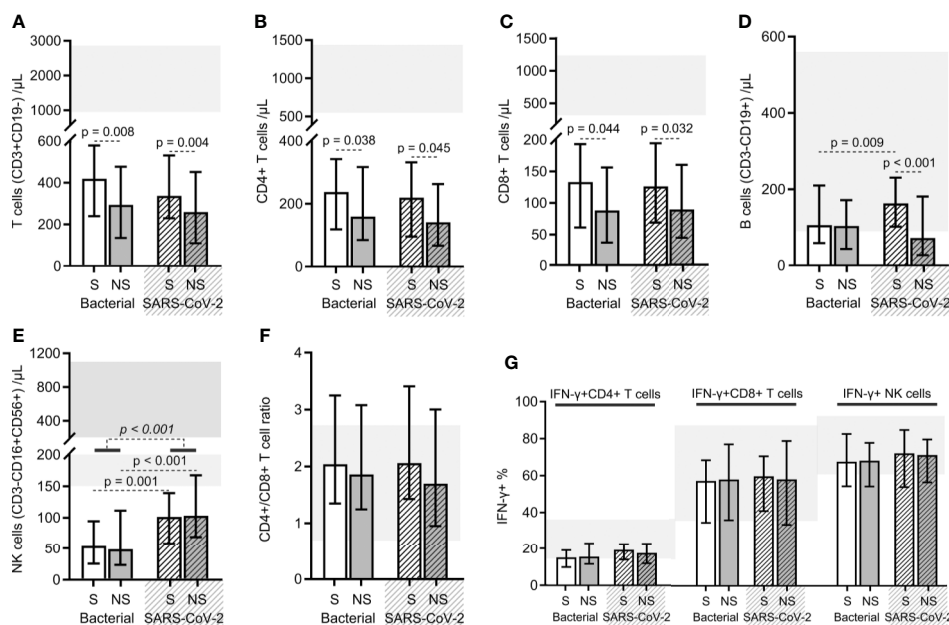 A
T cells (CD3+CD19-) /µL
3000
2000
1000
600
400
200
0
p = 0.008
p = 0.004
S NS S NS
Bacterial SARS-CoV-2
B
CD4+ T cells /µL
1500
1000
500
400
200
0
p = 0.038
p = 0.045
S NS S NS
Bacterial SARS-CoV-2
C
CD8+ T cells /µL
1500
1000
500
200
150
100
50
0
p = 0.044
p = 0.032
S NS S NS
Bacterial SARS-CoV-2
D
B cells (CD3-CD19+) /µL
600
400
200
0
p = 0.009
p <0.001
S NS S NS
Bacterial SARS-CoV-2
E
NK cells (CD3-CD16+CD56+) /µL
1200
800
400
200
150
100
50
0
p < 0.001
p < 0.001
p = 0.001
S NS S NS
Bacterial SARS-CoV-2
F
CD4+/CD8+ T cell ratio
4
3
2
1
0
S NS S NS
Bacterial SARS-CoV-2
G
IFN-γ+CD4+ T cells IFN-γ+CD8+ T cells IFN-γ+ NK cells
IFN-γ+ %
100
80
60
40
20
0
S NS S NS S NS S NS S NS S NS
Bacterial SARS-CoV-2 Bacterial SARS-CoV-2 Bacterial SARS-CoV-2